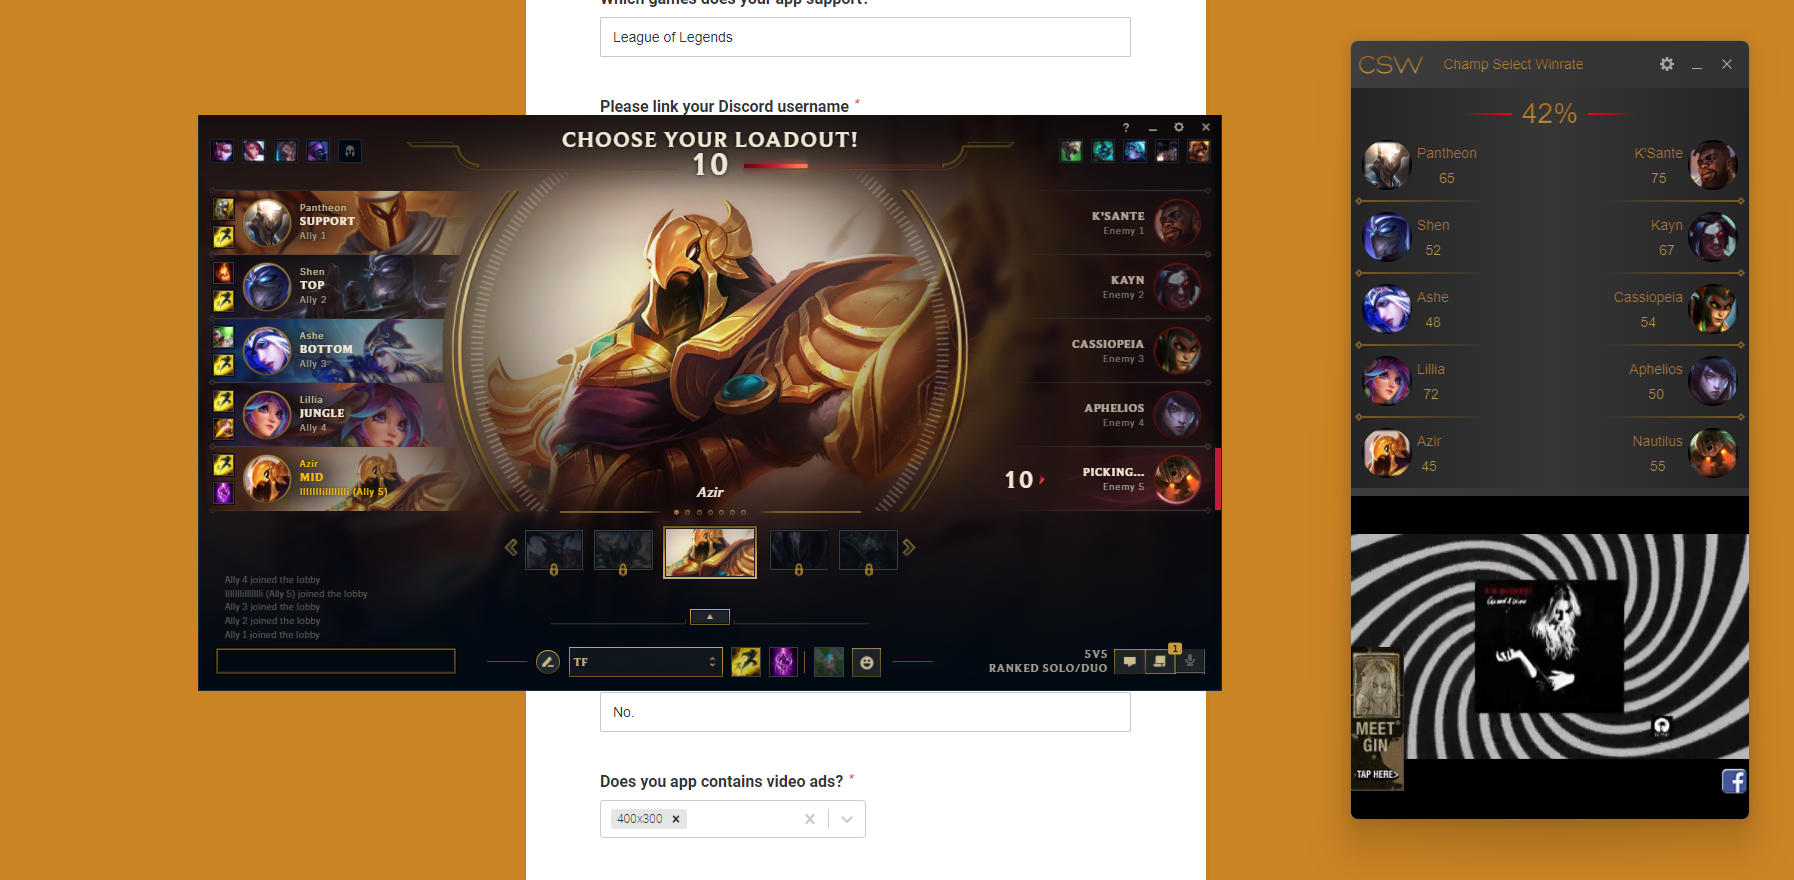 Which games does your app support?
League of Legends
Please link your Discord username *
CHOOSE YOUR LOADOUT!
10
?
Pantheon
SUPPORT
Ally 1
Shen
TOP
Ally 2
Ashe
BOTTOM
Ally 3
Lillia
JUNGLE
Ally 4
Azir
MID
(Ally 5)
K'SANTE
Enemy 1
KAYN
Enemy 2
CASSIOPEIA
Enemy 3
APHELIOS
Enemy 4
10
PICKING...
Enemy 5
Azir
Ally 4 joined the lobby
(Ally 5) joined the lobby
Ally 3 joined the lobby
Ally 2 joined the lobby
Ally 1 joined the lobby
TF
5V5
RANKED SOLO/DUO
1
No.
Does you app contains video ads? *
400x300
CSW Champ Select Winrate
42%
Pantheon K'Sante
65 75
Shen Kayn
52 67
Ashe Cassiopeia
48 54
Lillia Aphelios
72 50
Azir Nautilus
45 55
MEET
GIN
TAP HERE>